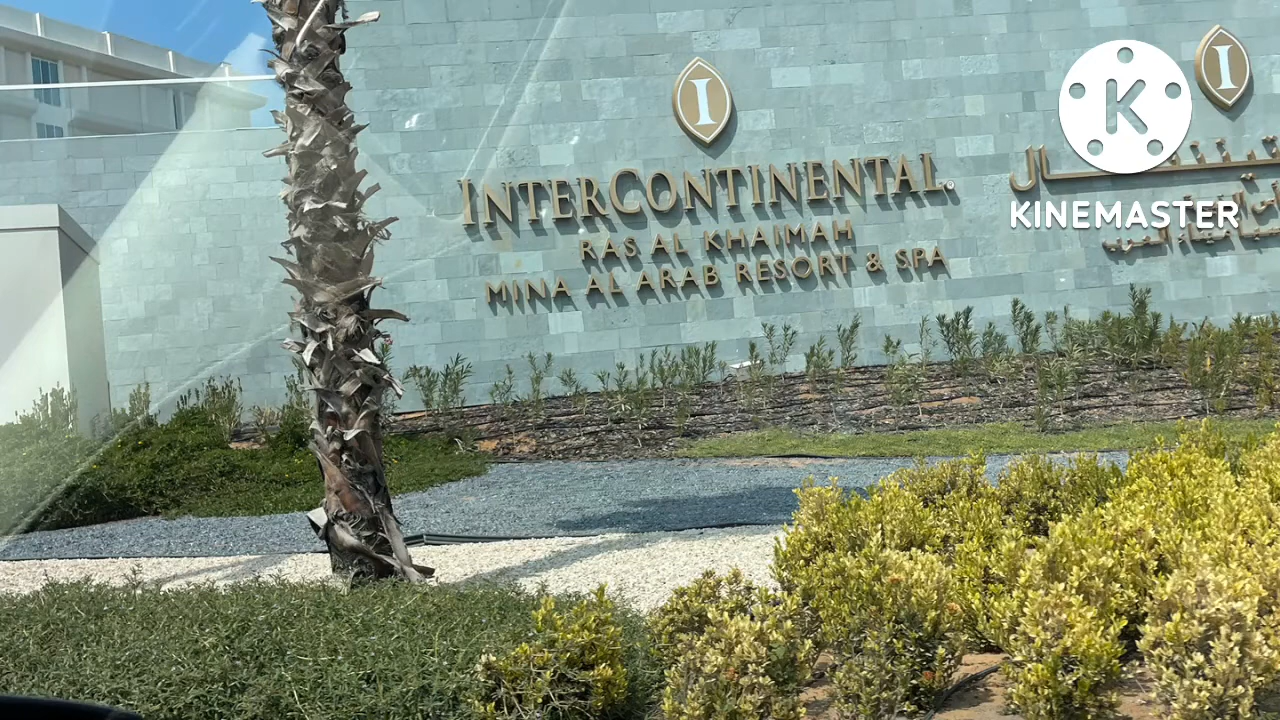 I
INTERCONTINENTAL®
RAS AL KHAIMAH
MINA AL ARAB RESORT & SPA
I
K
KINEMASTER